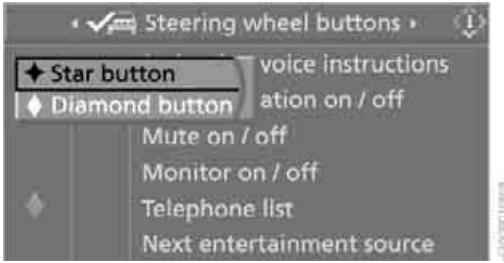 Steering wheel buttons
voice instructions
Star button
Diamond button
ation on / off
Mute on / off
Monitor on / off
Telephone list
Next entertainment source